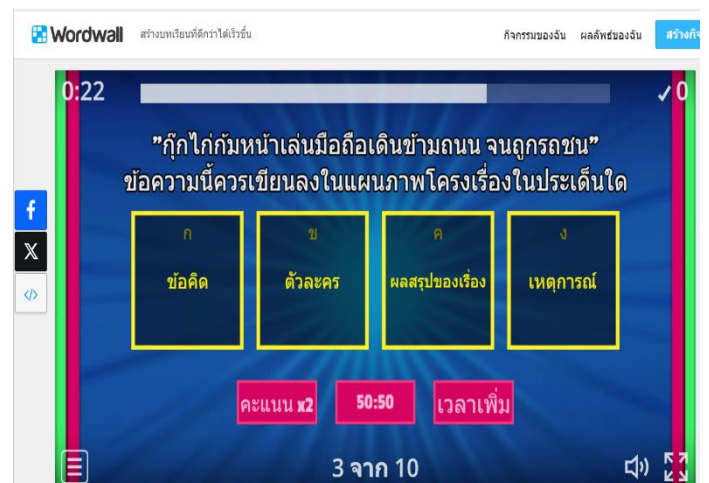 Wordwall สร้างบทเรียนที่ดีกว่าได้เร็วขึ้น กิจกรรมของฉัน ผลลัพธ์ของฉัน สร้างกิจ
0:22 ✓0
"กุ๊กไก่ก้มหน้าเล่นมือถือเดินข้ามถนน จนถูกรถชน"
ข้อความนี้ควรเขียนลงในแผนภาพโครงเรื่องในประเด็นใด
ก ข ค ง
ข้อคิด ตัวละคร ผลสรุปของเรื่อง เหตุการณ์
คะแนน x2 50:50 เวลาเพิ่ม
3 จาก 10